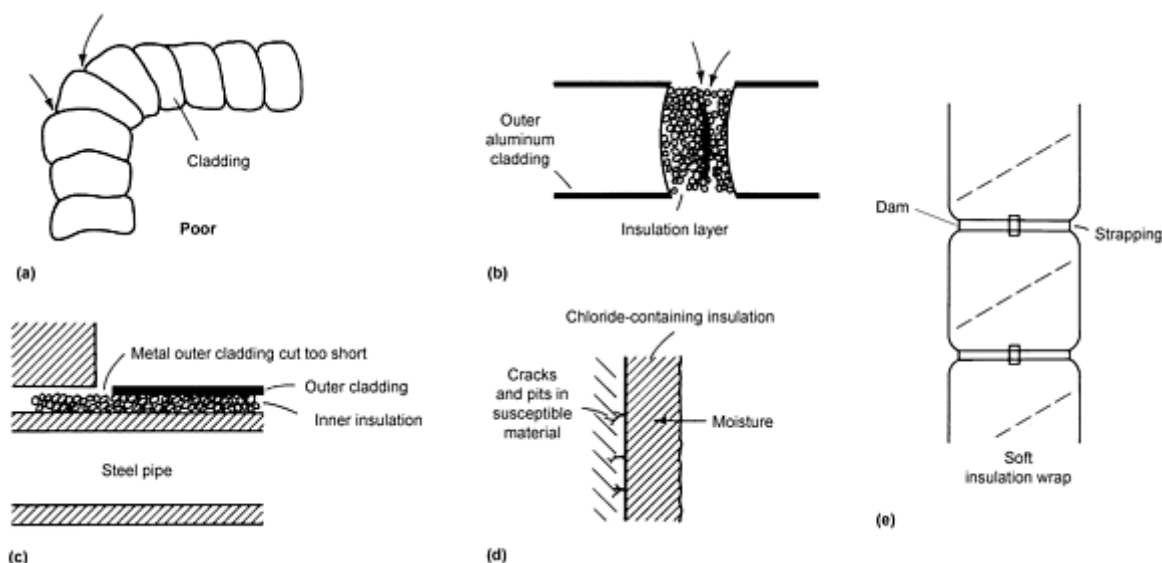 Cladding
Poor
(a)
Outer
aluminum
cladding
Insulation layer
(b)
Dam
Strapping
Soft
insulation wrap
(e)
Metal outer cladding cut too short
Outer cladding
Inner insulation
Steel pipe
(c)
Chloride-containing insulation
Cracks
and pits in
susceptible
material
Moisture
(d)